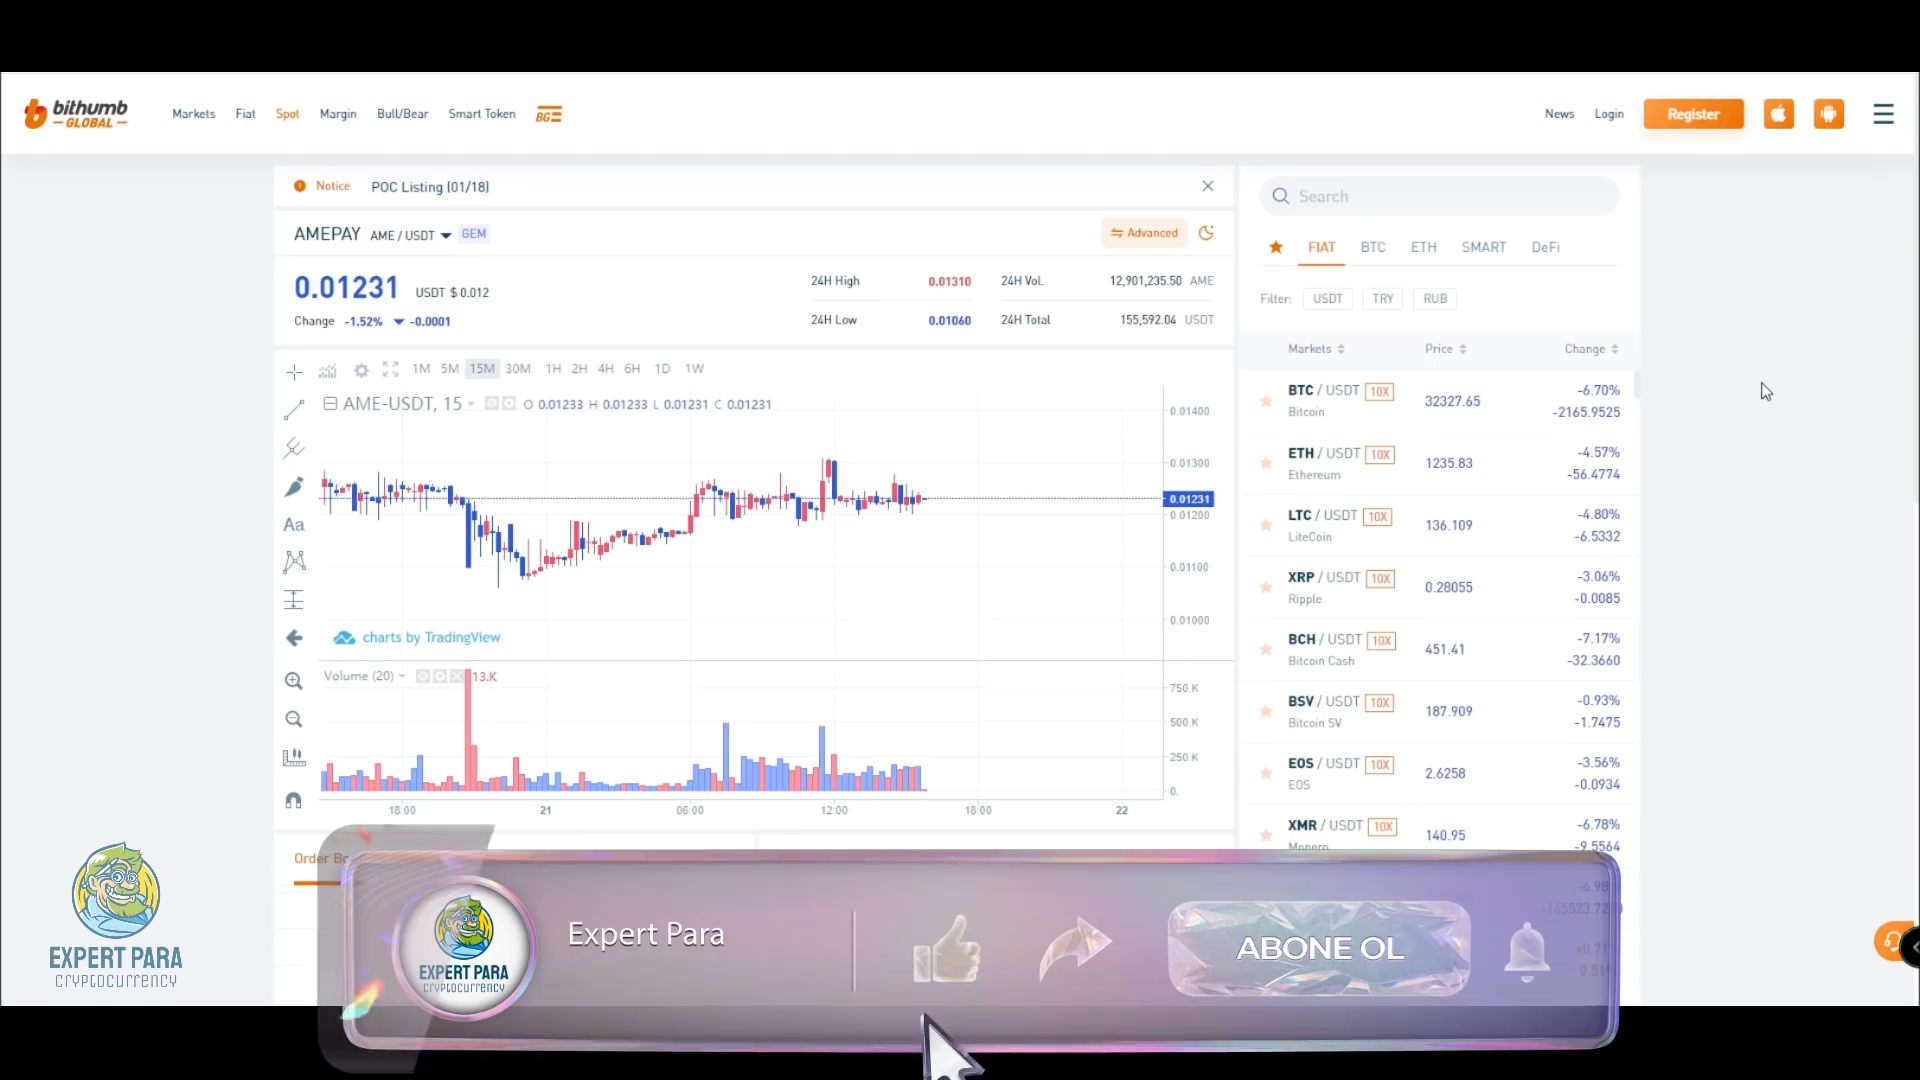 bithumb
GLOBAL
Markets Fiat Spot Margin Bull/Bear Smart Token BG
News Login Register
Notice POC Listing (01/18)
AMEPAY AME / USDT GEM
Advanced
0.01231 USDT $ 0.012
Change -1.52% -0.0001
24H High 0.01310 24H Vol. 12,901,235.50 AME
24H Low 0.01060 24H Total 155,592.04 USDT
1M 5M 15M 30M 1H 2H 4H 6H 1D 1W
AME-USDT, 15 O 0.01233 H 0.01233 L 0.01231 C 0.01231
0.01400
0.01300
0.01231
0.01200
0.01100
0.01000
Aa
charts by TradingView
Volume (20) 13.K
750.K
500.K
250.K
0.
18:00 21 06:00 12:00 18:00 22
Search
FIAT BTC ETH SMART DeFi
Filter: USDT TRY RUB
Markets Price Change
BTC / USDT 10X 32327.65 -6.70%
Bitcoin -2165.9525
ETH / USDT 10X 1235.83 -4.57%
Ethereum -56.4774
LTC / USDT 10X 136.109 -4.80%
LiteCoin -6.5332
XRP / USDT 10X 0.28055 -3.06%
Ripple -0.0085
BCH / USDT 10X 451.41 -7.17%
Bitcoin Cash -32.3660
BSV / USDT 10X 187.909 -0.93%
Bitcoin SV -1.7475
EOS / USDT 10X 2.6258 -3.56%
EOS -0.0934
XMR / USDT 10X 140.95 -6.78%
Monero -9.5564
Order
EXPERT PARA
CRYPTOCURRENCY
EXPERT PARA
CRYPTOCURRENCY
Expert Para
ABONE OL